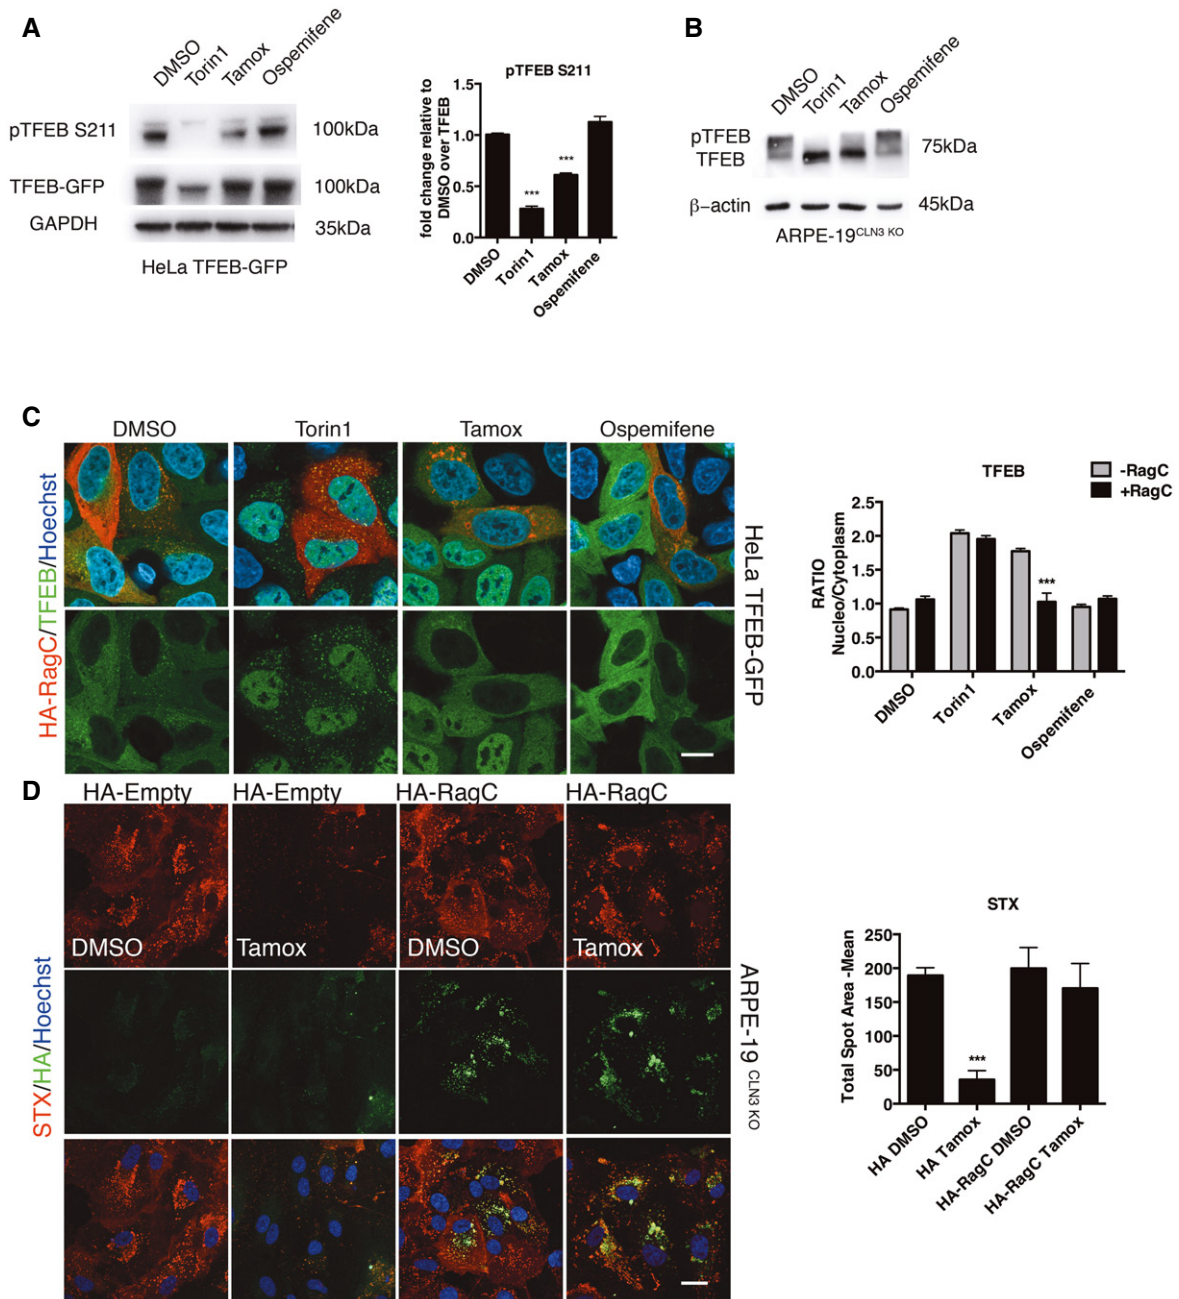 A
DMSO
Torin1
Tamox
Ospemifene
pTFEB S211
100kDa
TFEB-GFP
100kDa
GAPDH
35kDa
HeLa TFEB-GFP
pTFEB S211
fold change relative to
DMSO over TFEB
1.5
1.0
0.5
0.0
***
***
DMSO
Torin1
Tamox
Ospemifene
B
DMSO
Torin1
Tamox
Ospemifene
pTFEB
TFEB
75kDa
β-actin
45kDa
ARPE-19 CLN3 KO
C
DMSO
Torin1
Tamox
Ospemifene
HA-RagC/TFEB/Hoechst
HeLa TFEB-GFP
TFEB
-RagC
+RagC
RATIO
Nucleo/Cytoplasm
2.5
2.0
1.5
1.0
0.5
0.0
***
DMSO
Torin1
Tamox
Ospemifene
D
HA-Empty
HA-Empty
HA-RagC
HA-RagC
DMSO
Tamox
DMSO
Tamox
STX/HA/Hoechst
ARPE-19 CLN3 KO
STX
Total Spot Area -Mean
250
200
150
100
50
0
***
HA DMSO
HA Tamox
HA-RagC DMSO
HA-RagC Tamox